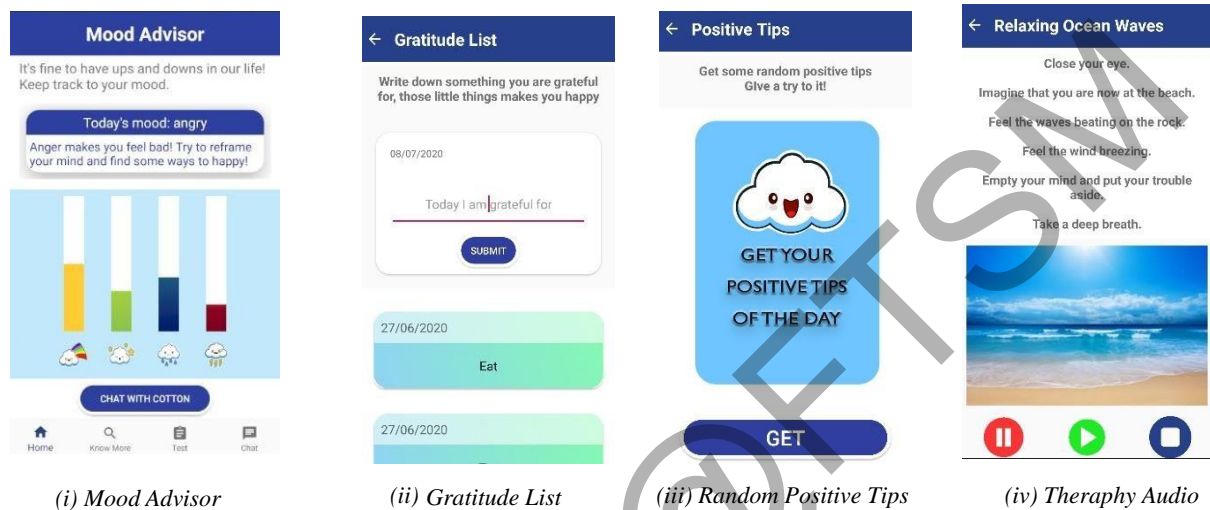 Mood Advisor
It's fine to have ups and downs in our life!
Keep track to your mood.
Today's mood: angry
Anger makes you feel bad! Try to reframe
your mind and find some ways to happy!
CHAT WITH COTTON
Home
Know More
Test
Chat
(i) Mood Advisor
← Gratitude List
Write down something you are grateful
for, those little things makes you happy
08/07/2020
Today I am grateful for
SUBMIT
27/06/2020
Eat
27/06/2020
(ii) Gratitude List
← Positive Tips
Get some random positive tips
GIve a try to it!
GET YOUR
POSITIVE TIPS
OF THE DAY
GET
(iii) Random Positive Tips
← Relaxing Ocean Waves
Close your eye.
Imagine that you are now at the beach.
Feel the waves beating on the rock.
Feel the wind breezing.
Empty your mind and put your trouble
aside.
Take a deep breath.
(iv) Theraphy Audio
@FTSM